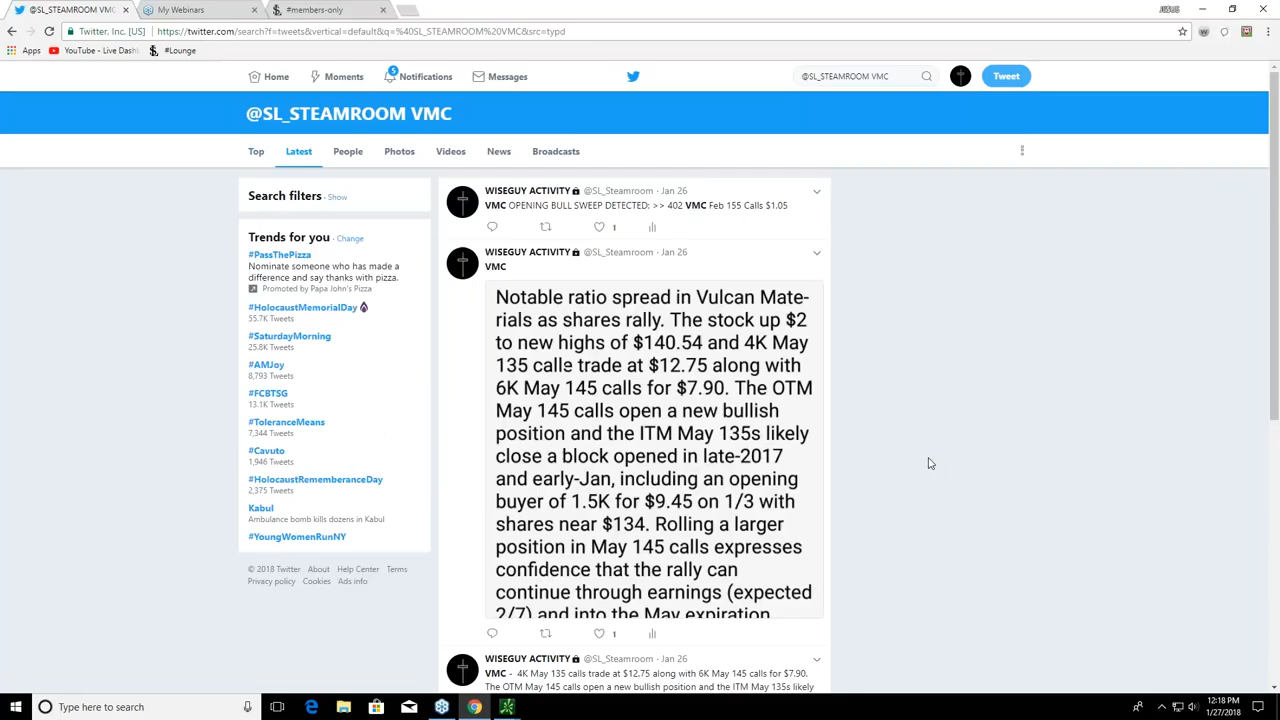 @SL_STEAMROOM VMC
My Webinars
#members-only
JESUS
Twitter, Inc. [US]
https://twitter.com/search?f=tweets&vertical=default&q=%40SL_STEAMROOM%20VMC&src=typd
Apps
YouTube - Live Dash
#Lounge
Home
Moments
5
Notifications
Messages
@SL_STEAMROOM VMC
Tweet
@SL_STEAMROOM VMC
Top
Latest
People
Photos
Videos
News
Broadcasts
Search filters · Show
Trends for you · Change
#PassThePizza
Nominate someone who has made a
difference and say thanks with pizza.
Promoted by Papa John's Pizza
#HolocaustMemorialDay
55.7K Tweets
#SaturdayMorning
25.8K Tweets
#AMJoy
8,793 Tweets
#FCBTSG
13.1K Tweets
#ToleranceMeans
7,344 Tweets
#Cavuto
1,946 Tweets
#HolocaustRememberanceDay
2,375 Tweets
Kabul
Ambulance bomb kills dozens in Kabul
#YoungWomenRunNY
© 2018 Twitter About Help Center Terms
Privacy policy Cookies Ads info
WISEGUY ACTIVITY @SL_Steamroom · Jan 26
VMC OPENING BULL SWEEP DETECTED: >> 402 VMC Feb 155 Calls $1.05
1
WISEGUY ACTIVITY @SL_Steamroom · Jan 26
VMC
Notable ratio spread in Vulcan Mate-
rials as shares rally. The stock up $2
to new highs of $140.54 and 4K May
135 calls trade at $12.75 along with
6K May 145 calls for $7.90. The OTM
May 145 calls open a new bullish
position and the ITM May 135s likely
close a block opened in late-2017
and early-Jan, including an opening
buyer of 1.5K for $9.45 on 1/3 with
shares near $134. Rolling a larger
position in May 145 calls expresses
confidence that the rally can
continue through earnings (expected
2/7) and into the May expiration
1
WISEGUY ACTIVITY @SL_Steamroom · Jan 26
VMC - 4K May 135 calls trade at $12.75 along with 6K May 145 calls for $7.90.
The OTM May 145 calls open a new bullish position and the ITM May 135s likely
Type here to search
12:18 PM
1/27/2018